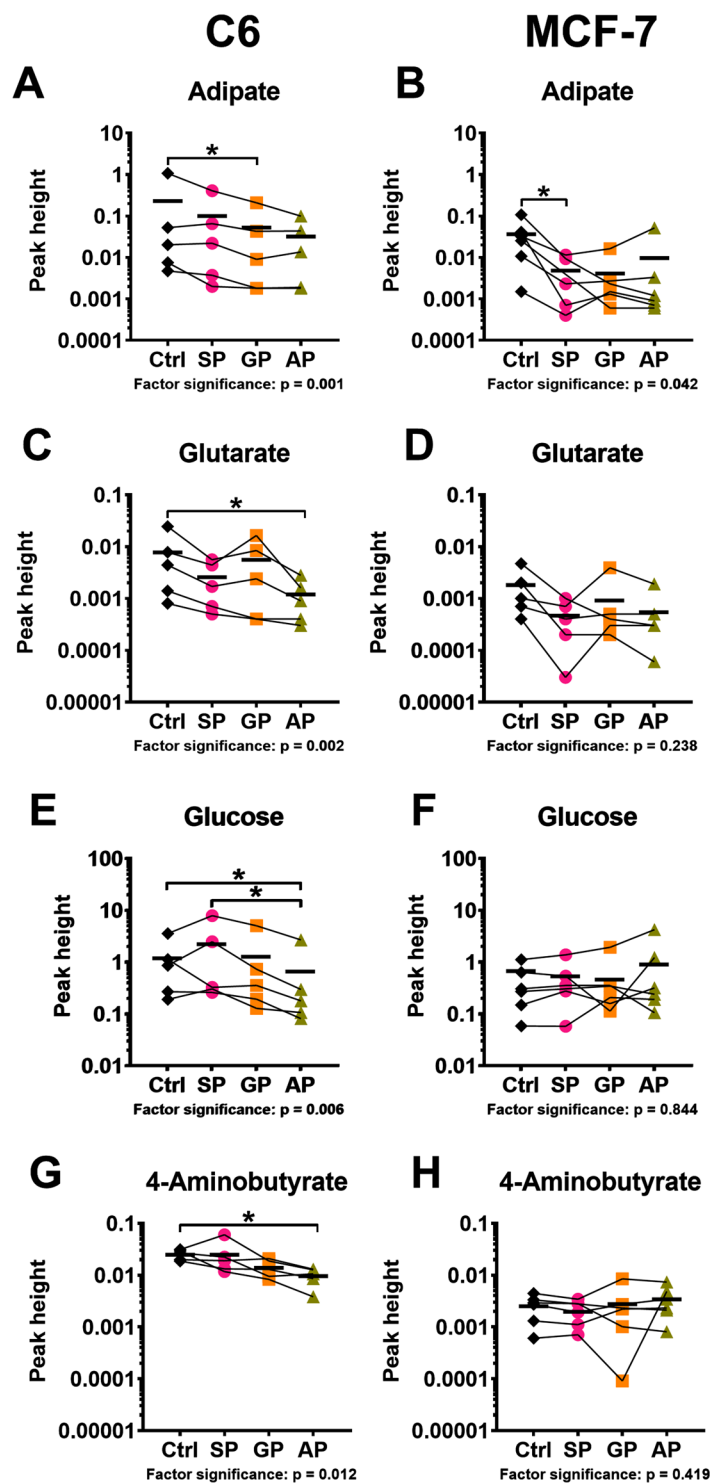 C6 MCF-7
A Adipate
Peak height
10
1
0.1
0.01
0.001
0.0001
*
Ctrl SP GP AP
Factor significance: p = 0.001
B Adipate
Peak height
10
1
0.1
0.01
0.001
0.0001
*
Ctrl SP GP AP
Factor significance: p = 0.042
C Glutarate
Peak height
0.1
0.01
0.001
0.0001
0.00001
*
Ctrl SP GP AP
Factor significance: p = 0.002
D Glutarate
Peak height
0.1
0.01
0.001
0.0001
0.00001
Ctrl SP GP AP
Factor significance: p = 0.238
E Glucose
Peak height
100
10
1
0.1
0.01
*
*
Ctrl SP GP AP
Factor significance: p = 0.006
F Glucose
Peak height
100
10
1
0.1
0.01
Ctrl SP GP AP
Factor significance: p = 0.844
G 4-Aminobutyrate
Peak height
0.1
0.01
0.001
0.0001
0.00001
*
Ctrl SP GP AP
Factor significance: p = 0.012
H 4-Aminobutyrate
Peak height
0.1
0.01
0.001
0.0001
0.00001
Ctrl SP GP AP
Factor significance: p = 0.419